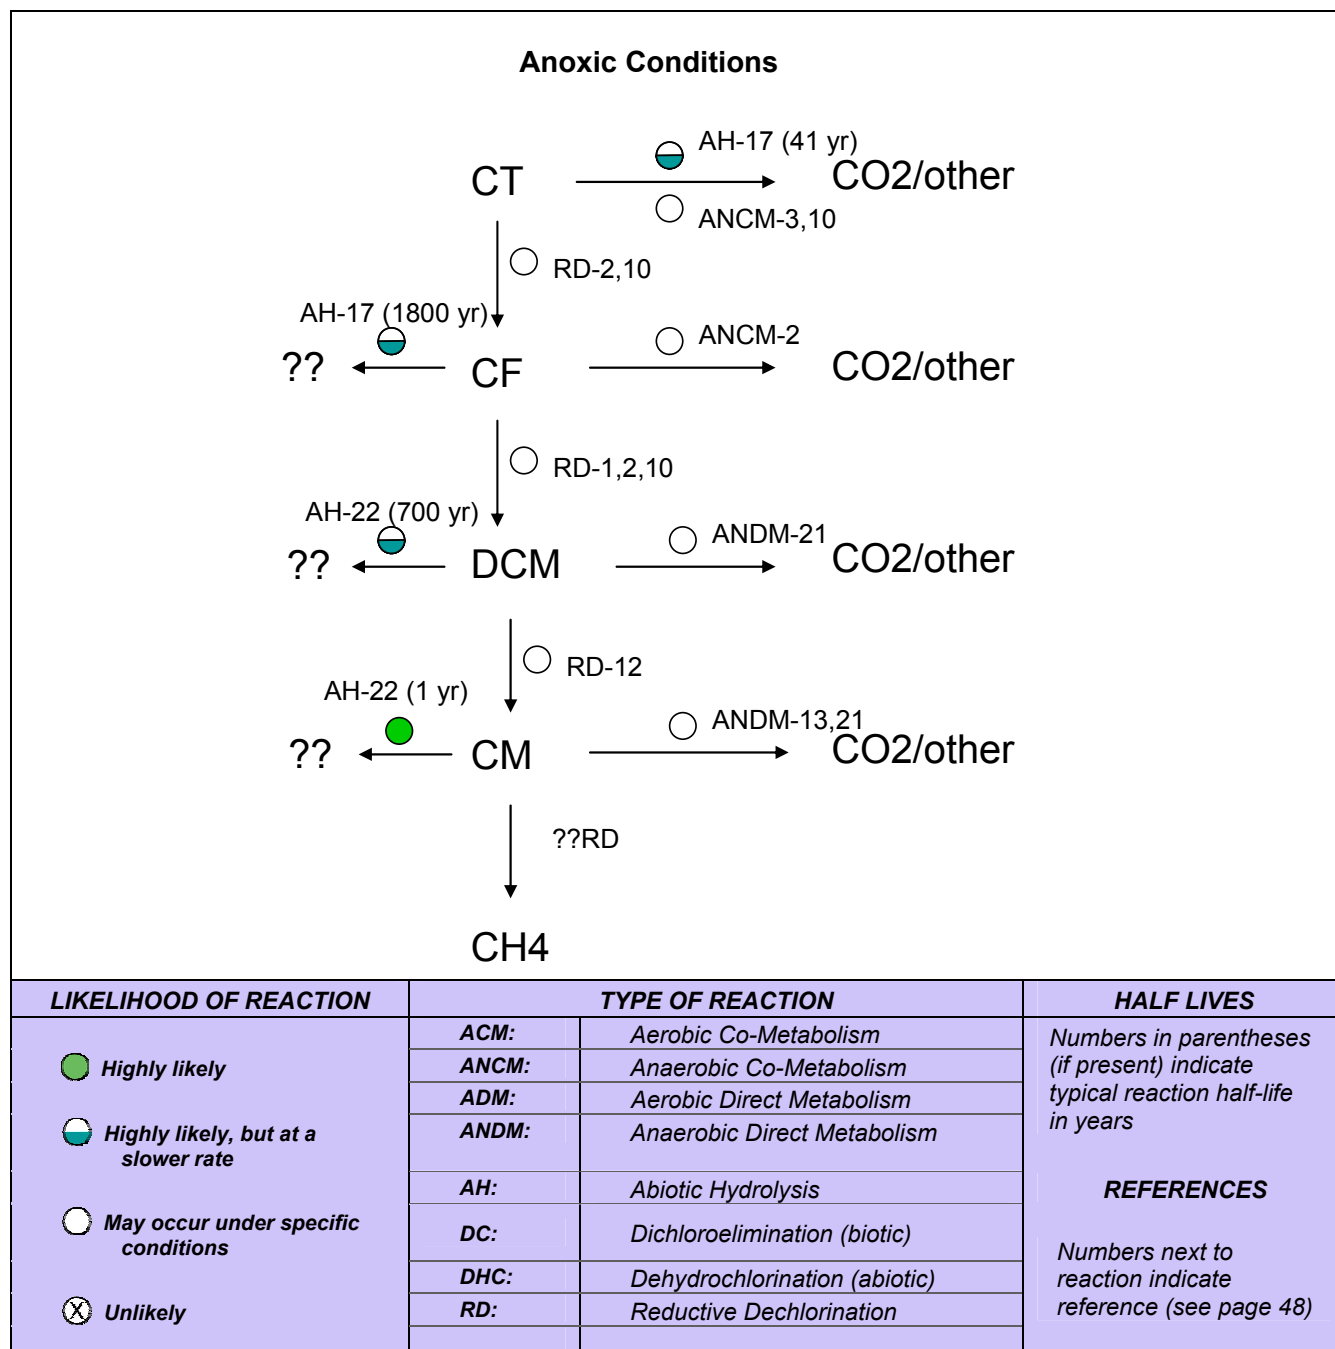 Anoxic Conditions
AH-17 (41 yr)
CT
CO2/other
ANCM-3,10
RD-2,10
AH-17 (1800 yr)
ANCM-2
??
CF
CO2/other
RD-1,2,10
AH-22 (700 yr)
ANDM-21
??
DCM
CO2/other
RD-12
AH-22 (1 yr)
ANDM-13,21
??
CM
CO2/other
??RD
CH4
LIKELIHOOD OF REACTION
Highly likely
Highly likely, but at a
slower rate
May occur under specific
conditions
X
Unlikely
TYPE OF REACTION
ACM: Aerobic Co-Metabolism
ANCM: Anaerobic Co-Metabolism
ADM: Aerobic Direct Metabolism
ANDM: Anaerobic Direct Metabolism
AH: Abiotic Hydrolysis
DC: Dichloroelimination (biotic)
DHC: Dehydrochlorination (abiotic)
RD: Reductive Dechlorination
HALF LIVES
Numbers in parentheses
(if present) indicate
typical reaction half-life
in years
REFERENCES
Numbers next to
reaction indicate
reference (see page 48)